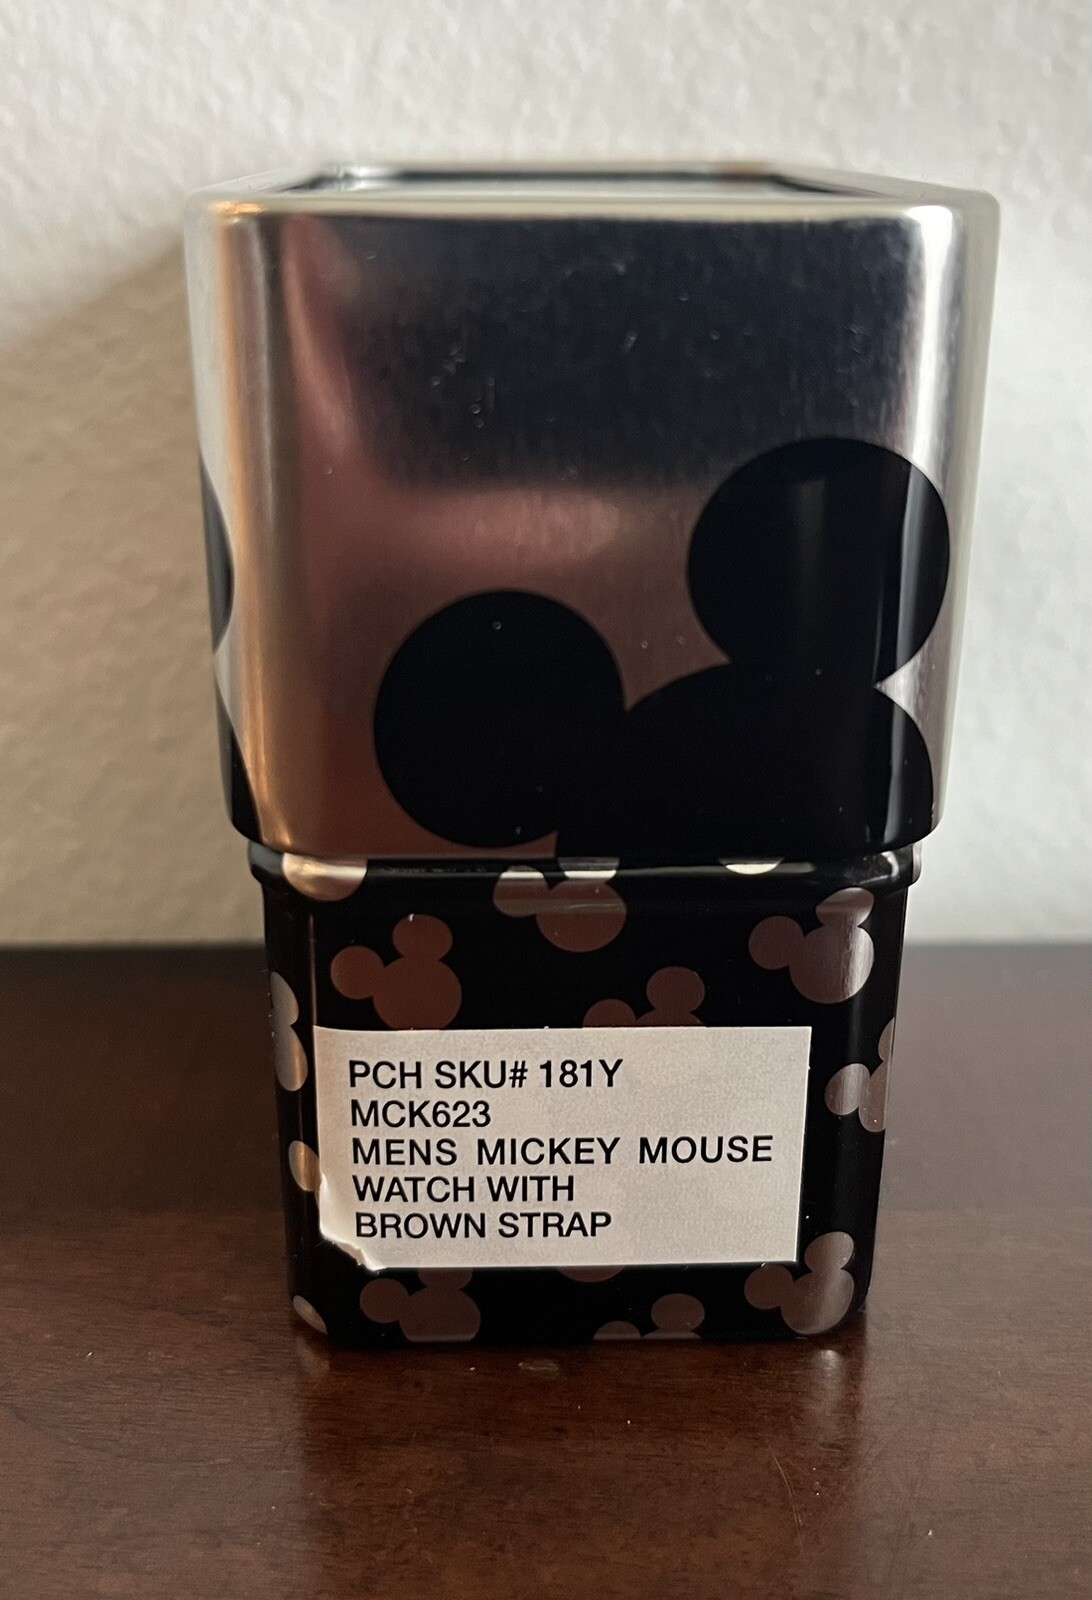 PCH SKU# 181Y
MCK623
MENS MICKEY MOUSE
WATCH WITH
BROWN STRAP